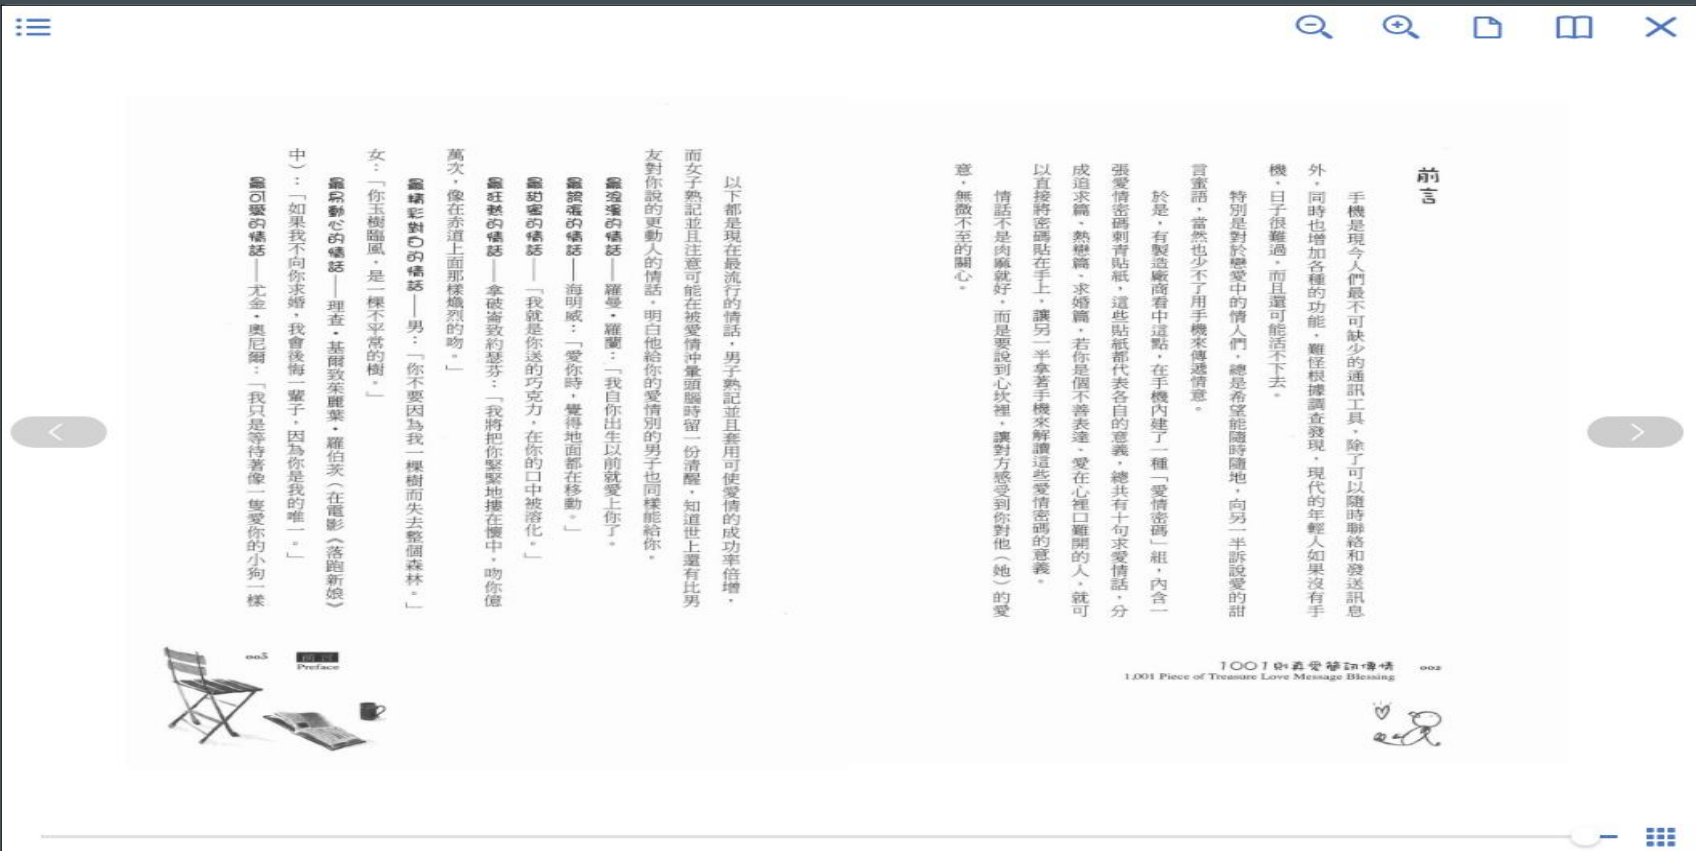 前言
手機是現今人們最不可缺少的通訊工具，除了可以隨時聯絡和發送訊息
外，同時也增加各種的功能，難怪根據調查發現，現代的年輕人如果沒有手
機，日子很難過，而且還可能活不下去。
特別是對於戀愛中的情人們，總是希望能隨時隨地，向另一半訴說愛的甜
言蜜語，當然也少不了用手機來傳遞情意。
於是，有製造廠商看中這點，在手機內建了一種「愛情密碼」組，內含一
張愛情密碼刺青貼紙，這些貼紙都代表各自的意義，總共有十句求愛情話，分
成追求篇、熱戀篇、求婚篇，若你是個不善表達、愛在心裡口難開的人，就可
以直接將密碼貼在手上，讓另一半拿著手機來解讀這些愛情密碼的意義。
情話不是肉麻就好，而是要說到心坎裡，讓對方感受到你對他（她）的愛
意，無微不至的關心。
1001則真愛簡訊傳情
1,001 Piece of Treasure Love Message Blessing
002
以下都是現在最流行的情話，男子熟記並且套用可使愛情的成功率倍增，
而女子熟記並且注意可能在被愛情沖暈頭腦時留一份清醒，知道世上還有比男
友對你說的更動人的情話，明白他給你的愛情別的男子也同樣能給你。
最浪漫的情話——羅曼・羅蘭：「我自你出生以前就愛上你了。
最誇張的情話——海明威：「愛你時，覺得地面都在移動。」
最甜蜜的情話——「我就是你送的巧克力，在你的口中被溶化。」
最狂熱的情話——拿破崙致約瑟芬：「我將把你緊緊地摟在懷中，吻你億
萬次，像在赤道上面那樣熾烈的吻。」
最精彩對白的情話——男：「你不要因為我一棵樹而失去整個森林。」
女：「你玉樹臨風，是一棵不平常的樹。」
最另動心的情話——理查・基爾致茱麗葉・羅伯茨（在電影《落跑新娘》
中）：「如果我不向你求婚，我會後悔一輩子，因為你是我的唯一。」
最可愛的情話——尤金・奧尼爾：「我只是等待著像一隻愛你的小狗一樣
前言
Preface
003